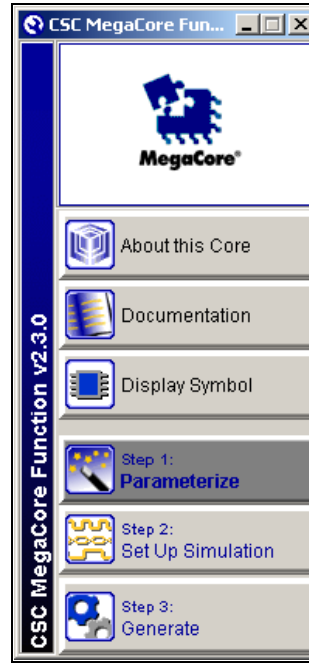 CSC MegaCore Fun...
MegaCore®
CSC MegaCore Function v2.3.0
About this Core
Documentation
Display Symbol
Step 1:
Parameterize
Step 2:
Set Up Simulation
Step 3:
Generate